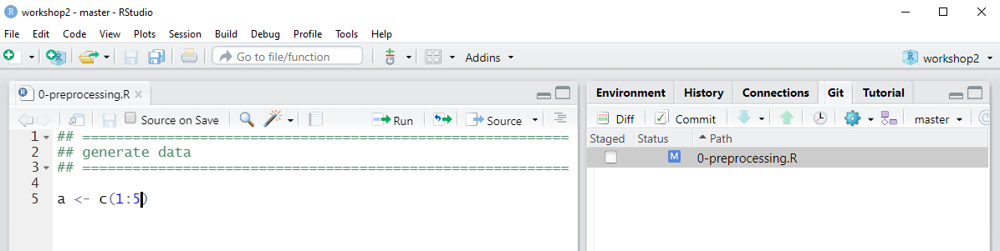 workshop2 - master - RStudio
File Edit Code View Plots Session Build Debug Profile Tools Help
Go to file/function Addins workshop2
0-preprocessing.R
Source on Save Run Source
1 ## ==========================================================
2 ## generate data
3 ## ==========================================================
4
5 a <- c(1:5)
Environment History Connections Git Tutorial
Diff Commit master
Staged Status Path
M 0-preprocessing.R